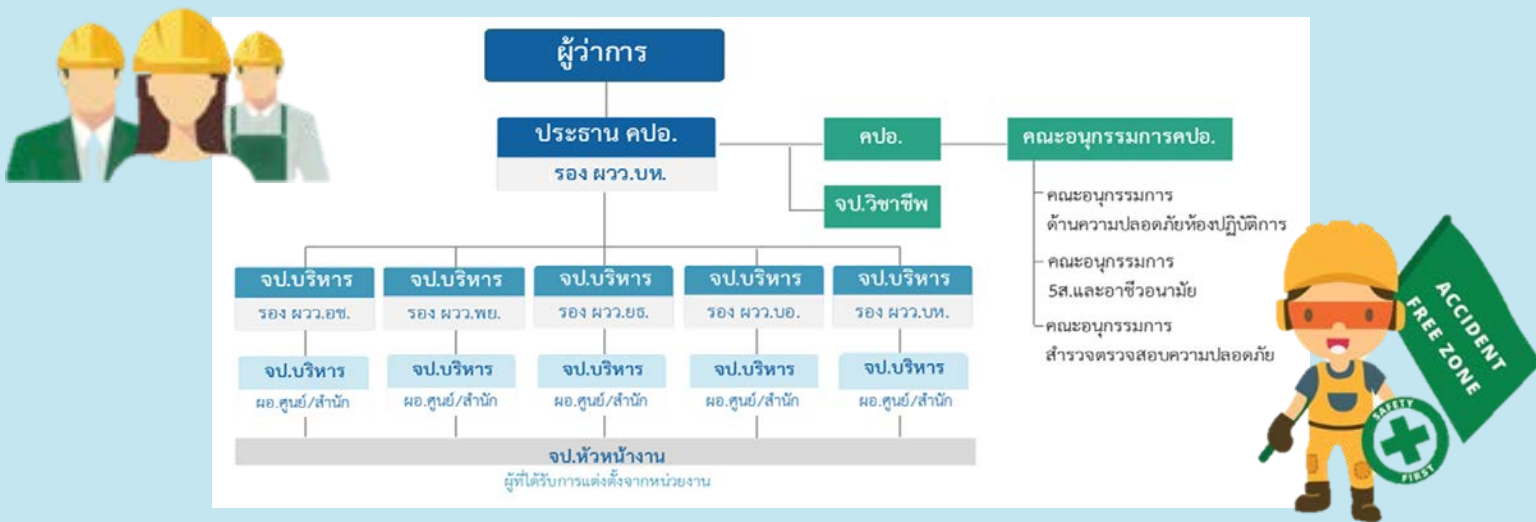 ผู้ว่าการ
ประธาน คปอ.
รอง ผวว.บห.
คปอ.
จป.วิชาชีพ
คณะอนุกรรมการคปอ.
คณะอนุกรรมการ
ด้านความปลอดภัยห้องปฏิบัติการ
คณะอนุกรรมการ
5ส.และอาชีวอนามัย
คณะอนุกรรมการ
สำรวจตรวจสอบความปลอดภัย
จป.บริหาร จป.บริหาร จป.บริหาร จป.บริหาร จป.บริหาร
รอง ผวว.อช. รอง ผวว.พย. รอง ผวว.ยธ. รอง ผวว.บอ. รอง ผวว.บห.
จป.บริหาร จป.บริหาร จป.บริหาร จป.บริหาร จป.บริหาร
ผอ.ศูนย์/สำนัก ผอ.ศูนย์/สำนัก ผอ.ศูนย์/สำนัก ผอ.ศูนย์/สำนัก ผอ.ศูนย์/สำนัก
จป.หัวหน้างาน
ผู้ที่ได้รับการแต่งตั้งจากหน่วยงาน
ACCIDENT
FREE ZONE
SAFETY
FIRST